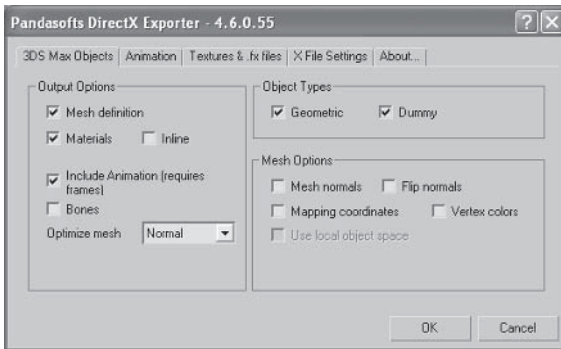 Pandasofts DirectX Exporter - 4.6.0.55
3DS Max Objects
Animation
Textures & .fx files
X File Settings
About...
Output Options
Mesh definition
Materials
Inline
Include Animation (requires
frames)
Bones
Optimize mesh
Normal
Object Types
Geometric
Dummy
Mesh Options
Mesh normals
Flip normals
Mapping coordinates
Vertex colors
Use local object space
OK
Cancel